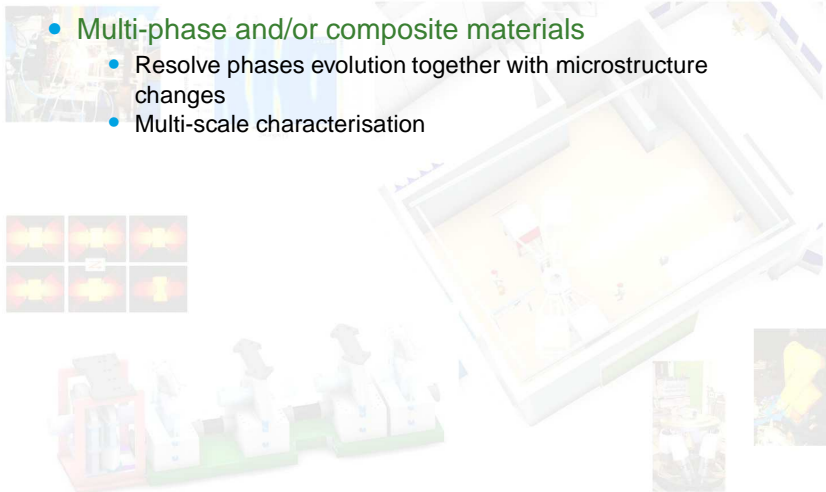 • Multi-phase and/or composite materials
• Resolve phases evolution together with microstructure
changes
• Multi-scale characterisation